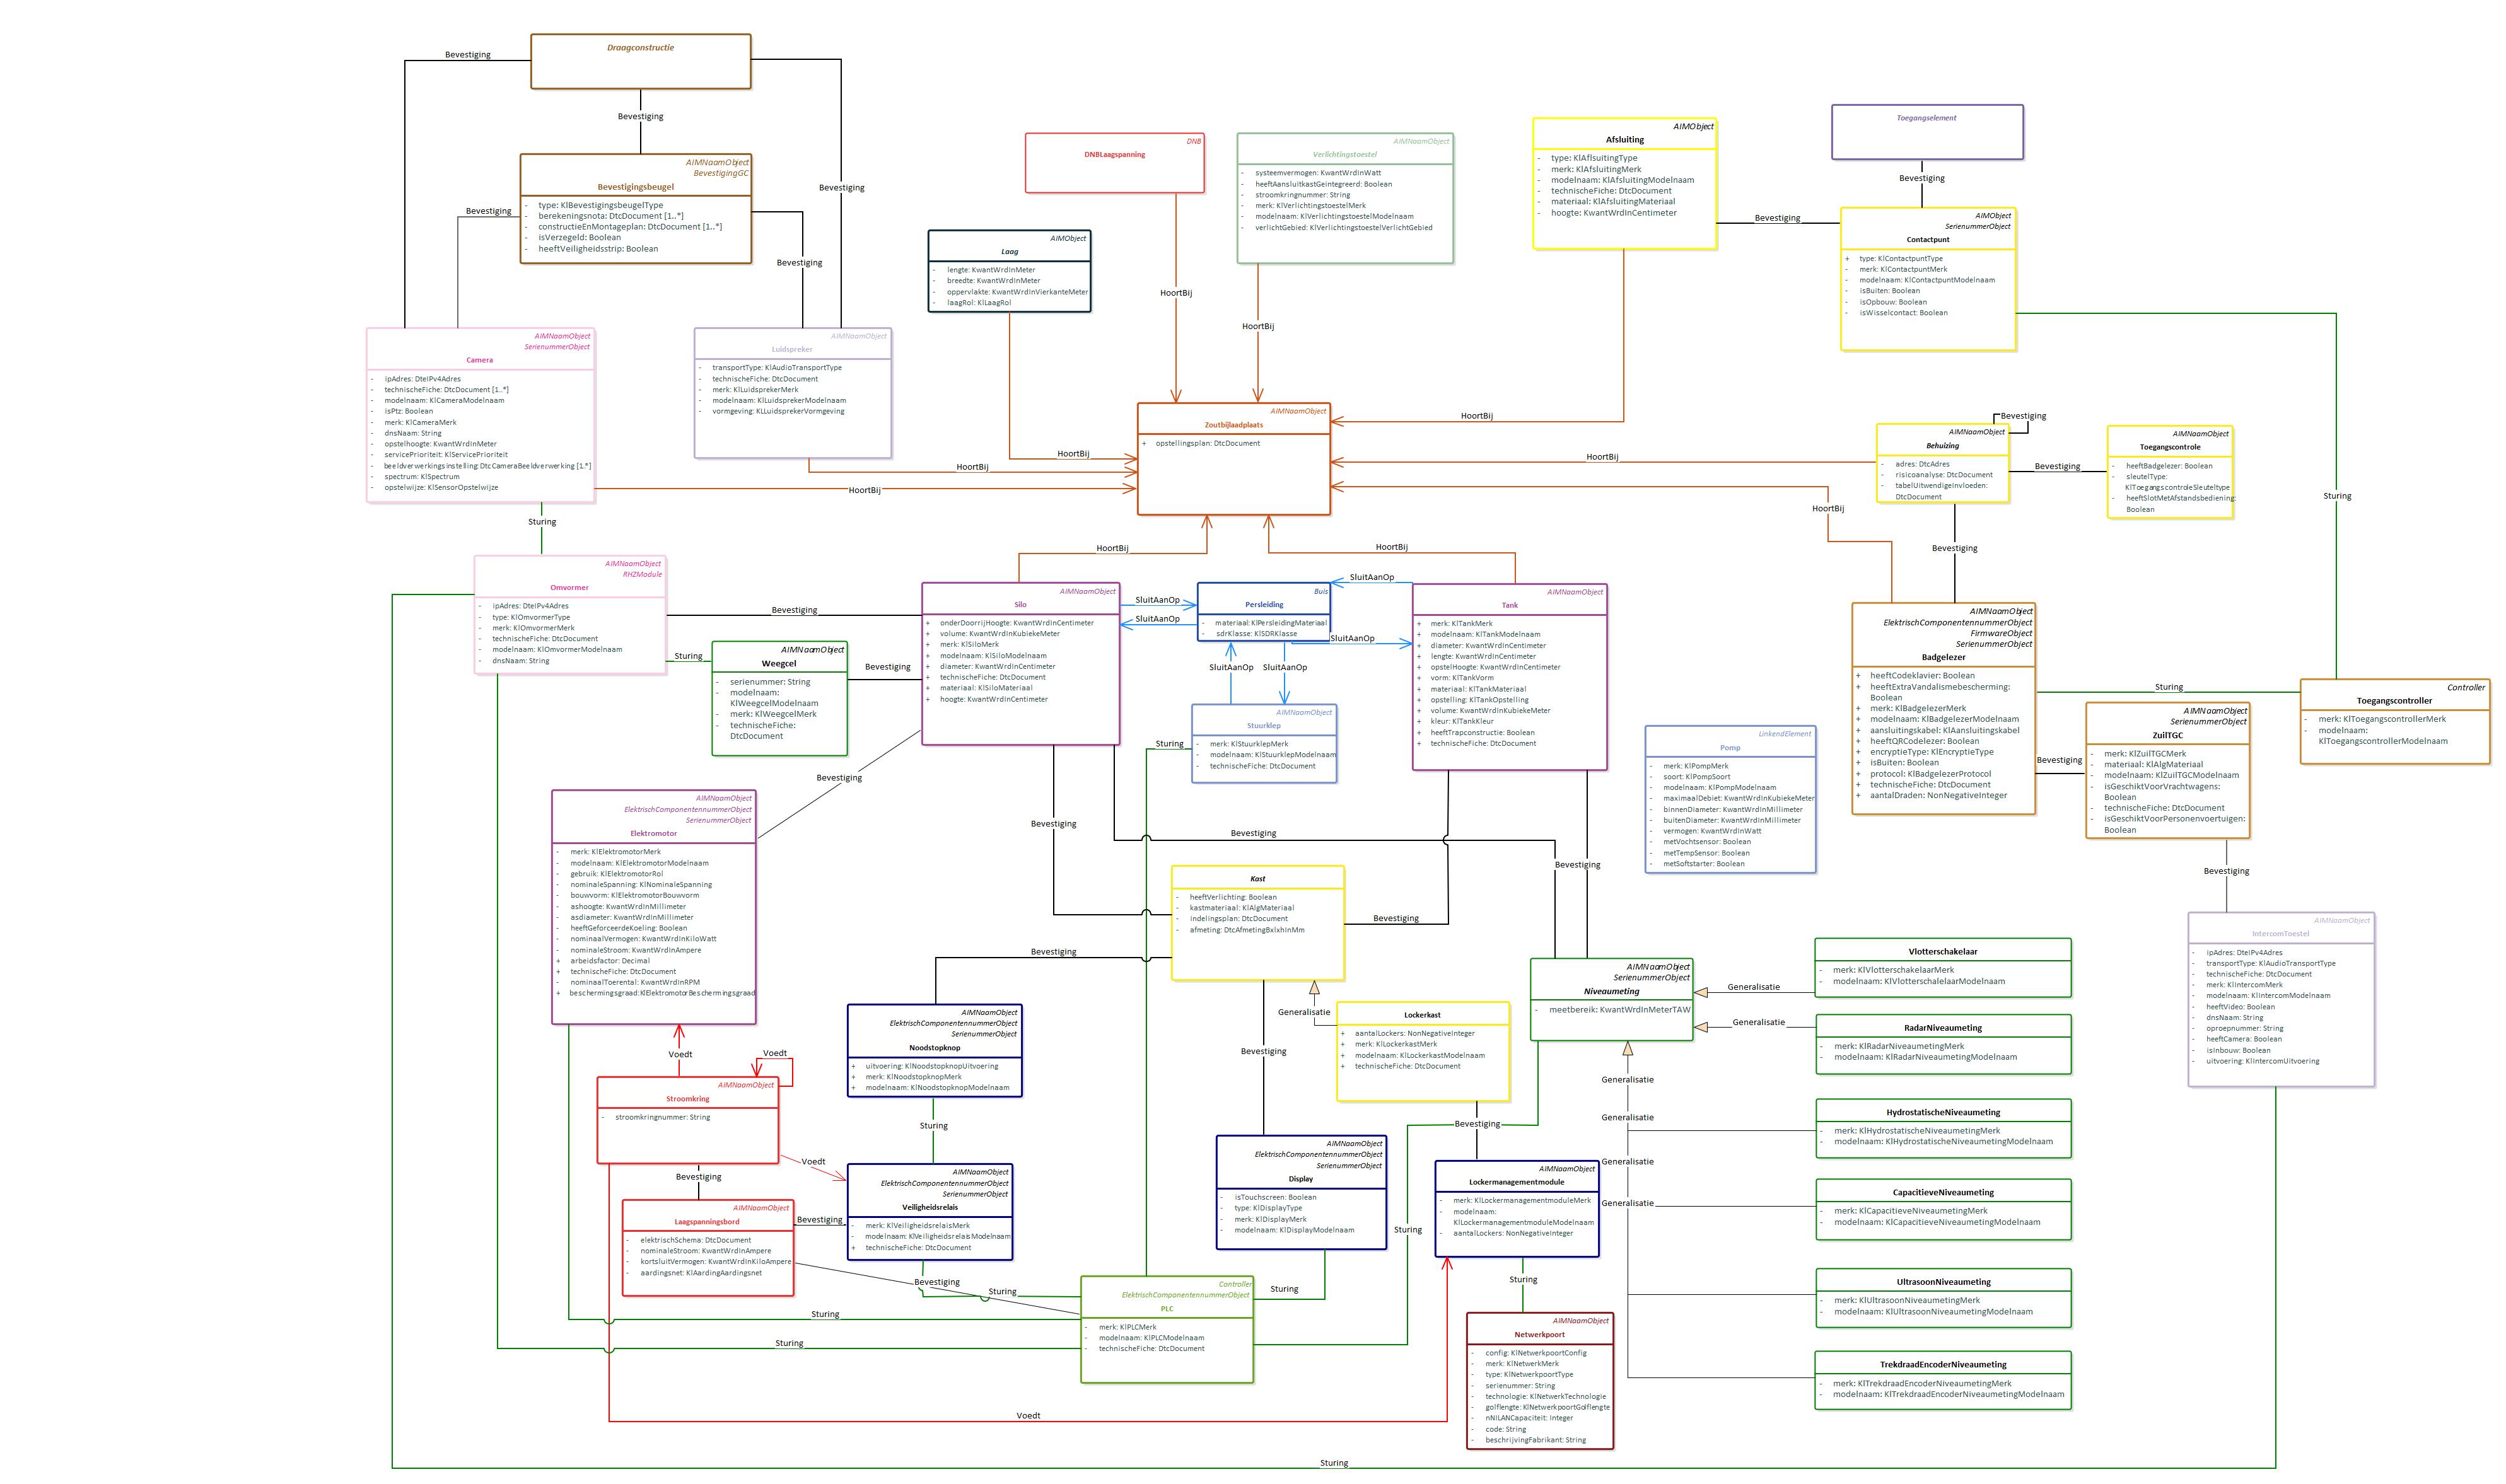 Draagconstructie
Bevestiging
Bevestiging
Bevestiging
AIMNaamObject
BevestigingGC
Bevestigingsbeugel
- type: KlBevestigingsbeugelType
- berekeningsnota: DtcDocument [1..*]
- constructieEnMontageplan: DtcDocument [1..*]
- isVerzegeld: Boolean
- heeftVeiligheidsstrip: Boolean
Bevestiging
Bevestiging
DNB
DNBLaagspanning
AIMNaamObject
Verlichtingstoestel
- systeemvermogen: KwantWrdInWatt
- heeftAansluitkastGeintegreerd: Boolean
- stroomkringnummer: String
- merk: KlVerlichtingstoestelMerk
- modelnaam: KlVerlichtingstoestelModelnaam
- verlichtGebied: KlVerlichtingstoestelVerlichtGebied
AIMObject
Afsluiting
- type: KlAfsluitingType
- merk: KlAfsluitingMerk
- modelnaam: KlAfsluitingModelnaam
- technischeFiche: DtcDocument
- materiaal: KlAfsluitingMateriaal
- hoogte: KwantWrdInCentimeter
Toegangselement
Bevestiging
Bevestiging
AIMObject
SerienummerObject
Contactpunt
+ type: KlContactpuntType
- merk: KlContactpuntMerk
- modelnaam: KlContactpuntModelnaam
- isBuiten: Boolean
- isOpbouw: Boolean
- isWisselcontact: Boolean
AIMObject
Laag
- lengte: KwantWrdInMeter
- breedte: KwantWrdInMeter
- oppervlakte: KwantWrdInVierkanteMeter
- laagRol: KlLaagRol
HoortBij
HoortBij
AIMNaamObject
SerienummerObject
Camera
- ipAdres: DteIPv4Adres
- technischeFiche: DtcDocument [1..*]
- modelnaam: KlCameraModelnaam
- isPtz: Boolean
- merk: KlCameraMerk
- dnsNaam: String
- opstelhoogte: KwantWrdInMeter
- servicePrioriteit: KlServicePrioriteit
- beeldverwerkingsinstelling: DtcCameraBeeldverwerking [1.*]
- spectrum: KlSpectrum
- opstelwijze: KlSensorOpstelwijze
AIMNaamObject
Luidspreker
- transportType: KlAudioTransportType
- technischeFiche: DtcDocument
- merk: KlLuidsprekerMerk
- modelnaam: KlLuidsprekerModelnaam
- vormgeving: KLLuidsprekerVormgeving
AIMNaamObject
Zoutbijlaadplaats
+ opstellingsplan: DtcDocument
HoortBij
HoortBij
HoortBij
HoortBij
HoortBij
HoortBij
HoortBij
HoortBij
Bevestiging
AIMNaamObject
Behuizing
- adres: DtcAdres
- risicoanalyse: DtcDocument
- tabelUitwendigeInvloeden:
DtcDocument
Bevestiging
AIMNaamObject
Toegangscontrole
- heeftBadgelezer: Boolean
- sleutelType:
KlToegangscontroleSleuteltype
- heeftSlotMetAfstandsbediening:
Boolean
Sturing
Sturing
Bevestiging
AIMNaamObject
RHZModule
Omvormer
- ipAdres: DteIPv4Adres
- type: KlOmvormerType
- merk: KlOmvormerMerk
- technischeFiche: DtcDocument
- modelnaam: KlOmvormerModelnaam
- dnsNaam: String
Bevestiging
Sturing
AIMNaamObject
Weegcel
- serienummer: String
- modelnaam:
KlWeegcelModelnaam
- merk: KlWeegcelMerk
- technischeFiche:
DtcDocument
Bevestiging
AIMNaamObject
Silo
+ onderDoorrijHoogte: KwantWrdInCentimeter
+ volume: KwantWrdInKubiekeMeter
+ merk: KlSiloMerk
+ modelnaam: KlSiloModelnaam
+ diameter: KwantWrdInCentimeter
+ technischeFiche: DtcDocument
+ materiaal: KlSiloMateriaal
+ hoogte: KwantWrdInCentimeter
SluitAanOp
SluitAanOp
Buis
Persleiding
- materiaal:KlPersleidingMateriaal
- sdrKlasse: KlSDRKlasse
SluitAanOp
SluitAanOp
SluitAanOp
SluitAanOp
AIMNaamObject
Stuurklep
- merk: KlStuurklepMerk
- modelnaam: KlStuurklepModelnaam
- technischeFiche: DtcDocument
Sturing
AIMNaamObject
Tank
+ merk: KlTankMerk
+ modelnaam: KlTankModelnaam
+ diameter: KwantWrdInCentimeter
+ lengte: KwantWrdInCentimeter
+ opstelHoogte: KwantWrdInCentimeter
+ vorm: KlTankVorm
+ materiaal: KlTankMateriaal
+ opstelling: KlTankOpstelling
+ volume: KwantWrdInKubiekeMeter
+ kleur: KlTankKleur
+ heeftTrapconstructie: Boolean
+ technischeFiche: DtcDocument
LinkendElement
Pomp
- merk: KlPompMerk
- soort: KlPompSoort
- modelnaam: KlPompModelnaam
- maximaalDebiet: KwantWrdInKubiekeMeter
- binnenDiameter: KwantWrdInMillimeter
- buitenDiameter: KwantWrdInMillimeter
- vermogen: KwantWrdInWatt
- metVochtsensor: Boolean
- metTempSensor: Boolean
- metSoftstarter: Boolean
AIMNaamObject
ElektrischComponentennummerObject
FirmwareObject
SerienummerObject
Badgelezer
+ heeftCodeklavier: Boolean
+ heeftExtraVandalismebescherming:
Boolean
+ merk: KlBadgelezerMerk
+ modelnaam: KlBadgelezerModelnaam
+ aansluitingskabel: KlAansluitingskabel
+ heeftQRCodelezer: Boolean
+ encryptieType: KlEncryptieType
+ isBuiten: Boolean
+ protocol: KlBadgelezerProtocol
+ technischeFiche: DtcDocument
+ aantalDraden: NonNegativeInteger
Sturing
Controller
Toegangscontroller
- merk: KlToegangscontrollerMerk
- modelnaam:
KlToegangscontrollerModelnaam
Bevestiging
AIMNaamObject
SerienummerObject
ZuilTGC
- merk: KlZuilTGCMerk
- materiaal: KlAlgMateriaal
- modelnaam: KlZuilTGCModelnaam
- isGeschiktVoorVrachtwagens:
Boolean
- technischeFiche: DtcDocument
- isGeschiktVoorPersonenvoertuigen:
Boolean
Bevestiging
Bevestiging
AIMNaamObject
ElektrischComponentennummerObject
SerienummerObject
Elektromotor
- merk: KlElektromotorMerk
- modelnaam: KlElektromotorModelnaam
- gebruik: KlElektromotorRol
- nominaleSpanning: KlNominaleSpanning
- bouwvorm: KlElektromotorBouwvorm
- ashoogte: KwantWrdInMillimeter
- asdiameter: KwantWrdInMillimeter
- heeftGeforceerdeKoeling: Boolean
- nominaalVermogen: KwantWrdInKiloWatt
- nominaleStroom: KwantWrdInAmpere
+ arbeidsfactor: Decimal
+ technischeFiche: DtcDocument
- nominaalToerental: KwantWrdInRPM
+ beschermingsgraad:KlElektromotorBeschermingsgraad
Bevestiging
Bevestiging
Bevestiging
Kast
- heeftVerlichting: Boolean
- kastmateriaal: KlAlgMateriaal
- indelingsplan: DtcDocument
- afmeting: DtcAfmetingBxlxhInMm
Bevestiging
Bevestiging
Generalisatie
Bevestiging
Lockerkast
+ aantalLockers: NonNegativeInteger
+ merk: KlLockerkastMerk
+ modelnaam: KlLockerkastModelnaam
+ technischeFiche: DtcDocument
Bevestiging
AIMNaamObject
SerienummerObject
Niveaumeting
- meetbereik: KwantWrdInMeterTAW
Generalisatie
Vlotterschakelaar
- merk: KlVlotterschakelaarMerk
- modelnaam: KlVlotterschalelaarModelnaam
Generalisatie
RadarNiveaumeting
- merk: KlRadarNiveaumetingMerk
- modelnaam: KlRadarNiveaumetingModelnaam
Generalisatie
Generalisatie
HydrostatischeNiveaumeting
- merk: KlHydrostatischeNiveaumetingMerk
- modelnaam: KlHydrostatischeNiveaumetingModelnaam
Generalisatie
Generalisatie
CapacitieveNiveaumeting
- merk: KlCapacitieveNiveaumetingMerk
- modelnaam: KlCapacitieveNiveaumetingModelnaam
UltrasoonNiveaumeting
- merk: KlUltrasoonNiveaumetingMerk
- modelnaam: KlUltrasoonNiveaumetingModelnaam
TrekdraadEncoderNiveaumeting
- merk: KlTrekdraadEncoderNiveaumetingMerk
- modelnaam: KlTrekdraadEncoderNiveaumetingModelnaam
AIMNaamObject
IntercomToestel
- ipAdres: DteIPv4Adres
- transportType: KlAudioTransportType
- technischeFiche: DtcDocument
- merk: KlIntercomMerk
- modelnaam: KlIntercomModelnaam
- heeftVideo: Boolean
- dnsNaam: String
- oproepnummer: String
- heeftCamera: Boolean
- isInbouw: Boolean
- uitvoering: KlIntercomUitvoering
AIMNaamObject
ElektrischComponentennummerObject
SerienummerObject
Noodstopknop
+ uitvoering: KlNoodstopknopUitvoering
+ merk: KlNoodstopknopMerk
+ modelnaam: KlNoodstopknopModelnaam
Sturing
Voedt
Voedt
AIMNaamObject
Stroomkring
- stroomkringnummer: String
Voedt
Bevestiging
AIMNaamObject
Laagspanningsbord
- elektrischSchema: DtcDocument
- nominaleStroom: KwantWrdInAmpere
- kortsluitVermogen: KwantWrdInKiloAmpere
- aardingsnet: KlAardingAardingsnet
Bevestiging
AIMNaamObject
ElektrischComponentennummerObject
SerienummerObject
Veiligheidsrelais
- merk: KlVeiligheidsrelaisMerk
- modelnaam: KlVeiligheidsrelaisModelnaam
+ technischeFiche: DtcDocument
Bevestiging
Sturing
Sturing
Sturing
AIMNaamObject
ElektrischComponentennummerObject
SerienummerObject
Display
- isTouchscreen: Boolean
- type: KlDisplayType
- merk: KlDisplayMerk
- modelnaam: KlDisplayModelnaam
Sturing
Sturing
Controller
ElektrischComponentennummerObject
PLC
- merk: KlPLCMerk
- modelnaam: KlPLCModelnaam
- technischeFiche: DtcDocument
AIMNaamObject
Lockermanagementmodule
- merk: KlLockermanagementmoduleMerk
- modelnaam:
KlLockermanagementmoduleModelnaam
- aantalLockers: NonNegativeInteger
Sturing
AIMNaamObject
Netwerkpoort
- config: KlNetwerkpoortConfig
- merk: KlNetwerkMerk
- type: KlNetwerkpoortType
- serienummer: String
- technologie: KlNetwerkTechnologie
- golflengte: KlNetwerkpoortGolflengte
- nNILANCapaciteit: Integer
- code: String
- beschrijvingFabrikant: String
Voedt
Sturing